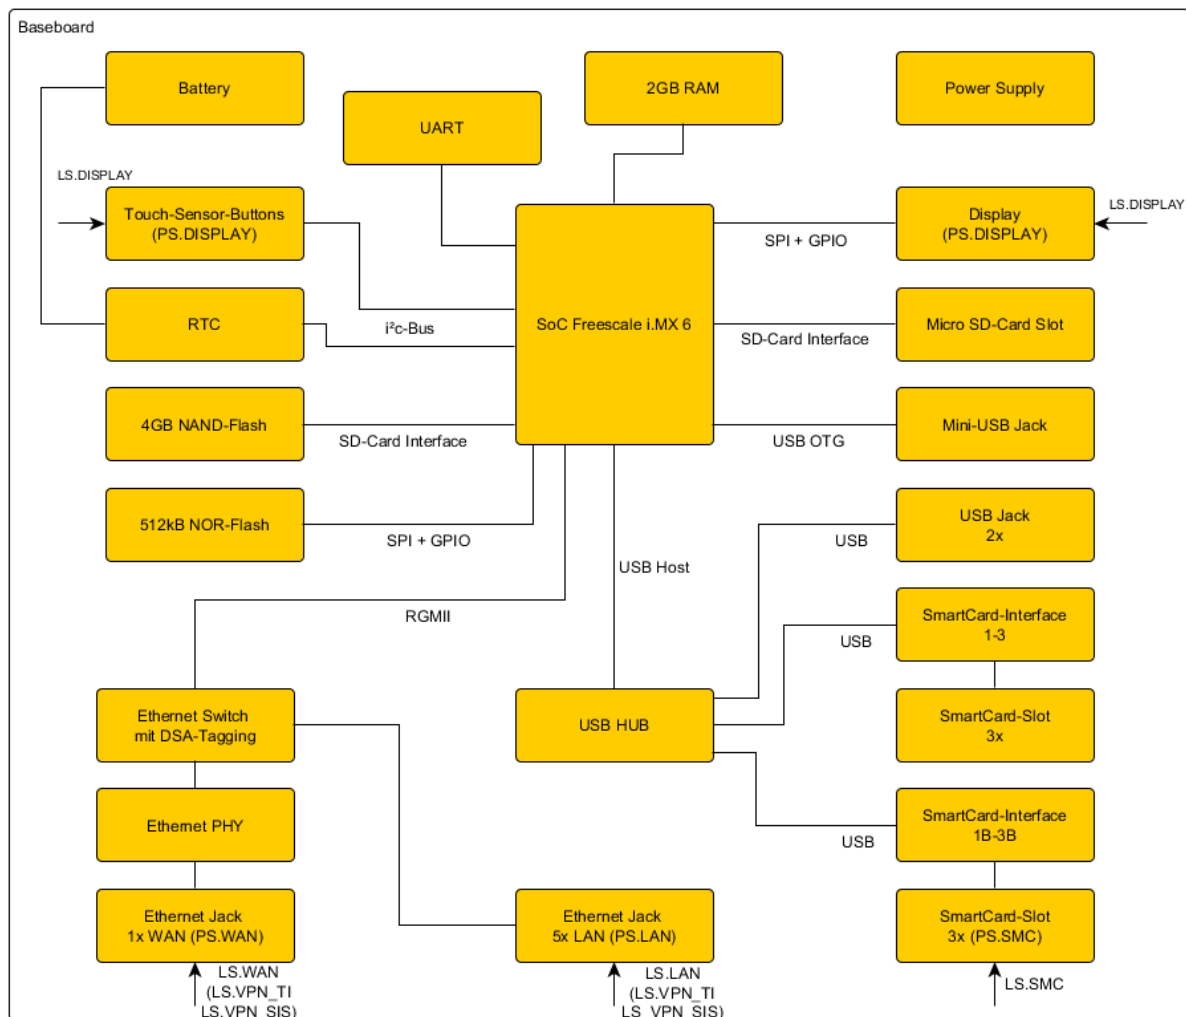 Baseboard
Battery
2GB RAM
Power Supply
UART
LS.DISPLAY
Touch-Sensor-Buttons
(PS.DISPLAY)
SPI + GPIO
Display
(PS.DISPLAY)
LS.DISPLAY
RTC
i²c-Bus
SoC Freescale i.MX 6
SD-Card Interface
Micro SD-Card Slot
4GB NAND-Flash
SD-Card Interface
USB OTG
Mini-USB Jack
512kB NOR-Flash
SPI + GPIO
USB Host
USB
USB Jack
2x
RGMII
USB
SmartCard-Interface
1-3
Ethernet Switch
mit DSA-Tagging
USB HUB
SmartCard-Slot
3x
Ethernet PHY
USB
SmartCard-Interface
1B-3B
Ethernet Jack
1x WAN (PS.WAN)
Ethernet Jack
5x LAN (PS.LAN)
SmartCard-Slot
3x (PS.SMC)
LS.WAN
(LS.VPN_TI
LS.VPN_SIS)
LS.LAN
(LS.VPN_TI
LS_VPN_SIS)
LS.SMC